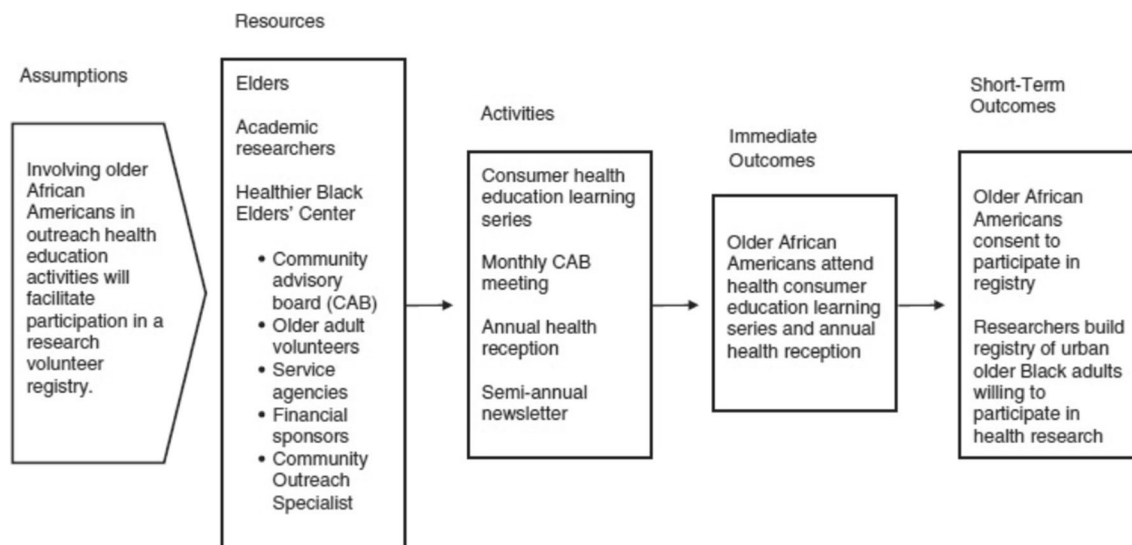 Assumptions
Involving older
African
Americans in
outreach health
education
activities will
facilitate
participation in a
research
volunteer
registry.
Resources
Elders
Academic
researchers
Healthier Black
Elders' Center
• Community
advisory
board (CAB)
• Older adult
volunteers
• Service
agencies
• Financial
sponsors
• Community
Outreach
Specialist
Activities
Consumer health
education learning
series
Monthly CAB
meeting
Annual health
reception
Semi-annual
newsletter
Immediate
Outcomes
Older African
Americans attend
health consumer
education learning
series and annual
health reception
Short-Term
Outcomes
Older African
Americans
consent to
participate in
registry
Researchers build
registry of urban
older Black adults
willing to
participate in
health research